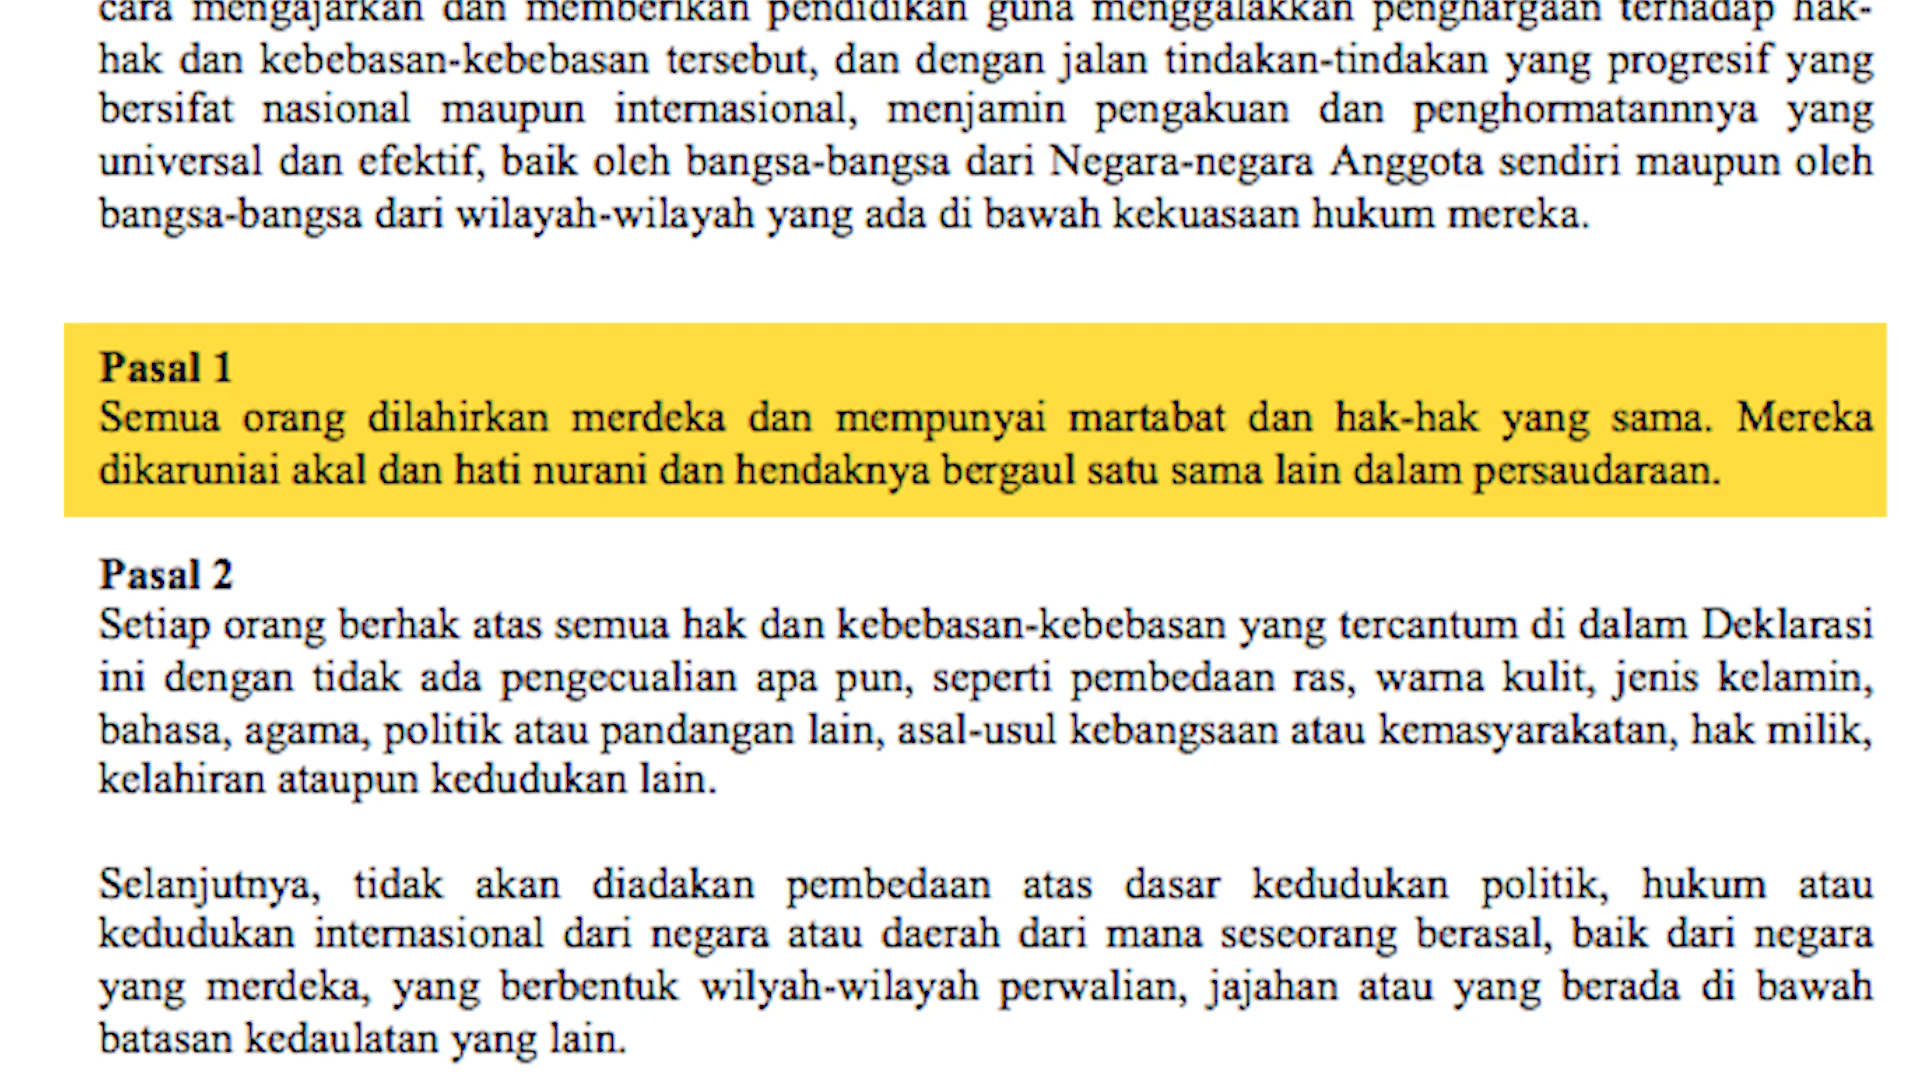 cara mengajarkan dan memberikan pendidikan guna menggalakkan penghargaan terhadap hak-
hak dan kebebasan-kebebasan tersebut, dan dengan jalan tindakan-tindakan yang progresif yang
bersifat nasional maupun internasional, menjamin pengakuan dan penghormatannnya yang
universal dan efektif, baik oleh bangsa-bangsa dari Negara-negara Anggota sendiri maupun oleh
bangsa-bangsa dari wilayah-wilayah yang ada di bawah kekuasaan hukum mereka.
Pasal 1
Semua orang dilahirkan merdeka dan mempunyai martabat dan hak-hak yang sama. Mereka
dikaruniai akal dan hati nurani dan hendaknya bergaul satu sama lain dalam persaudaraan.
Pasal 2
Setiap orang berhak atas semua hak dan kebebasan-kebebasan yang tercantum di dalam Deklarasi
ini dengan tidak ada pengecualian apa pun, seperti pembedaan ras, warna kulit, jenis kelamin,
bahasa, agama, politik atau pandangan lain, asal-usul kebangsaan atau kemasyarakatan, hak milik,
kelahiran ataupun kedudukan lain.
Selanjutnya, tidak akan diadakan pembedaan atas dasar kedudukan politik, hukum atau
kedudukan internasional dari negara atau daerah dari mana seseorang berasal, baik dari negara
yang merdeka, yang berbentuk wilyah-wilayah perwalian, jajahan atau yang berada di bawah
batasan kedaulatan yang lain.